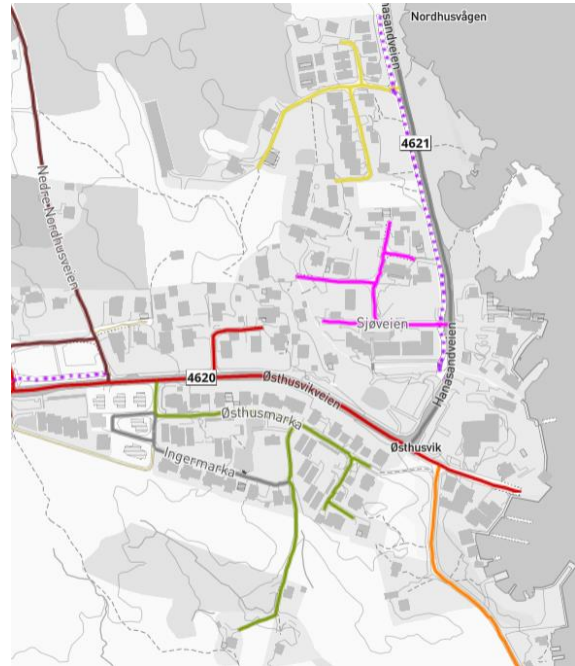 Nordhusvågen
Hanasandveien
4621
Nedre Nordhusveien
Sjøveien
Hanasandveien
4620
Østhusvikveien
Østhusmarka
Østhusvik
Ingermarka